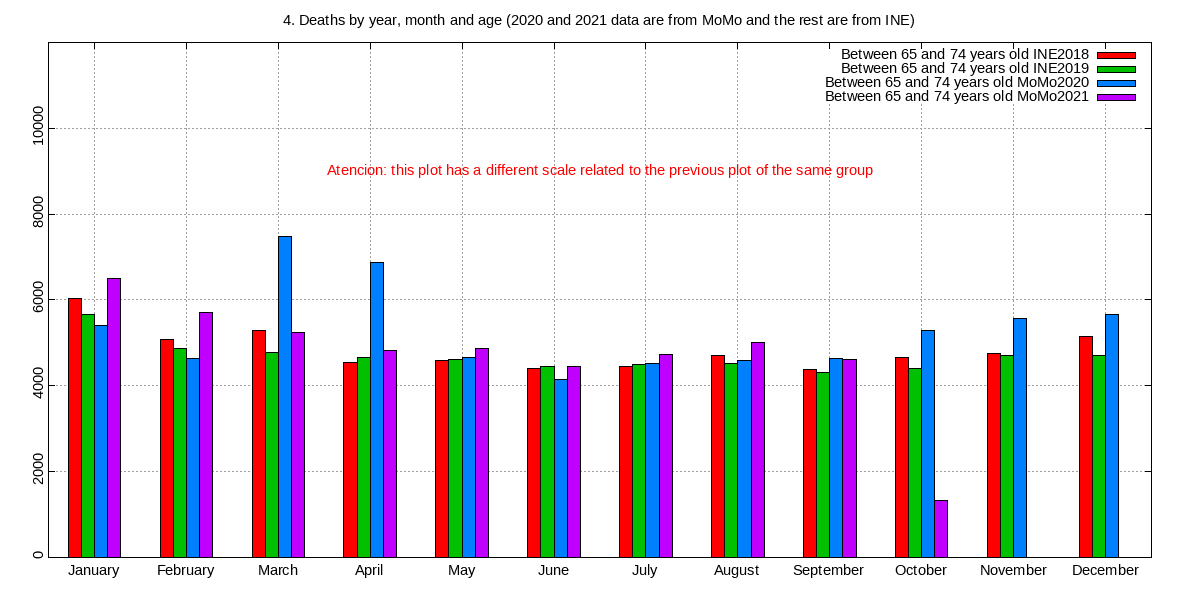 4. Deaths by year, month and age (2020 and 2021 data are from MoMo and the rest are from INE)
Between 65 and 74 years old INE2018
Between 65 and 74 years old INE2019
Between 65 and 74 years old MoMo2020
Between 65 and 74 years old MoMo2021
Atencion: this plot has a different scale related to the previous plot of the same group
10000
8000
6000
4000
2000
0
January February March April May June July August September October November December